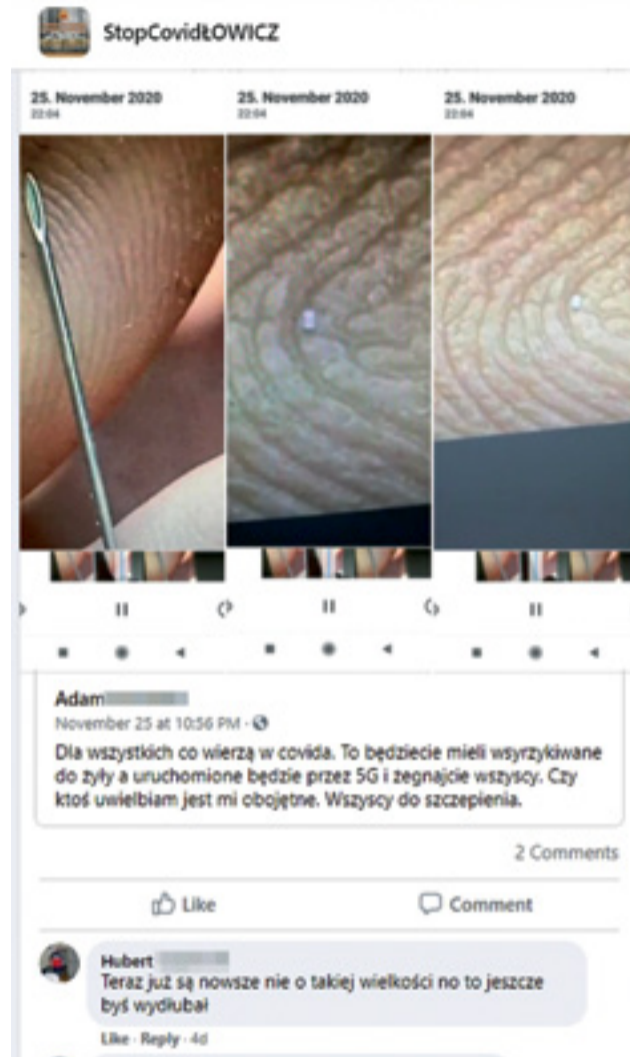 StopCovidŁOWICZ
25. November 2020 25. November 2020 25. November 2020
22:04 22:04 22:04
Adam
November 25 at 10:56 PM ·
Dla wszystkich co wierzą w covida. To będziecie mieli wsyrzykiwane
do żyły a uruchomione będzie przez 5G i zegnajcie wszyscy. Czy
ktoś uwielbiam jest mi obojętne. Wszyscy do szczepienia.
2 Comments
Like Comment
Hubert
Teraz już są nowsze nie o takiej wielkości no to jeszcze
byś wydłubał
Like · Reply · 4d